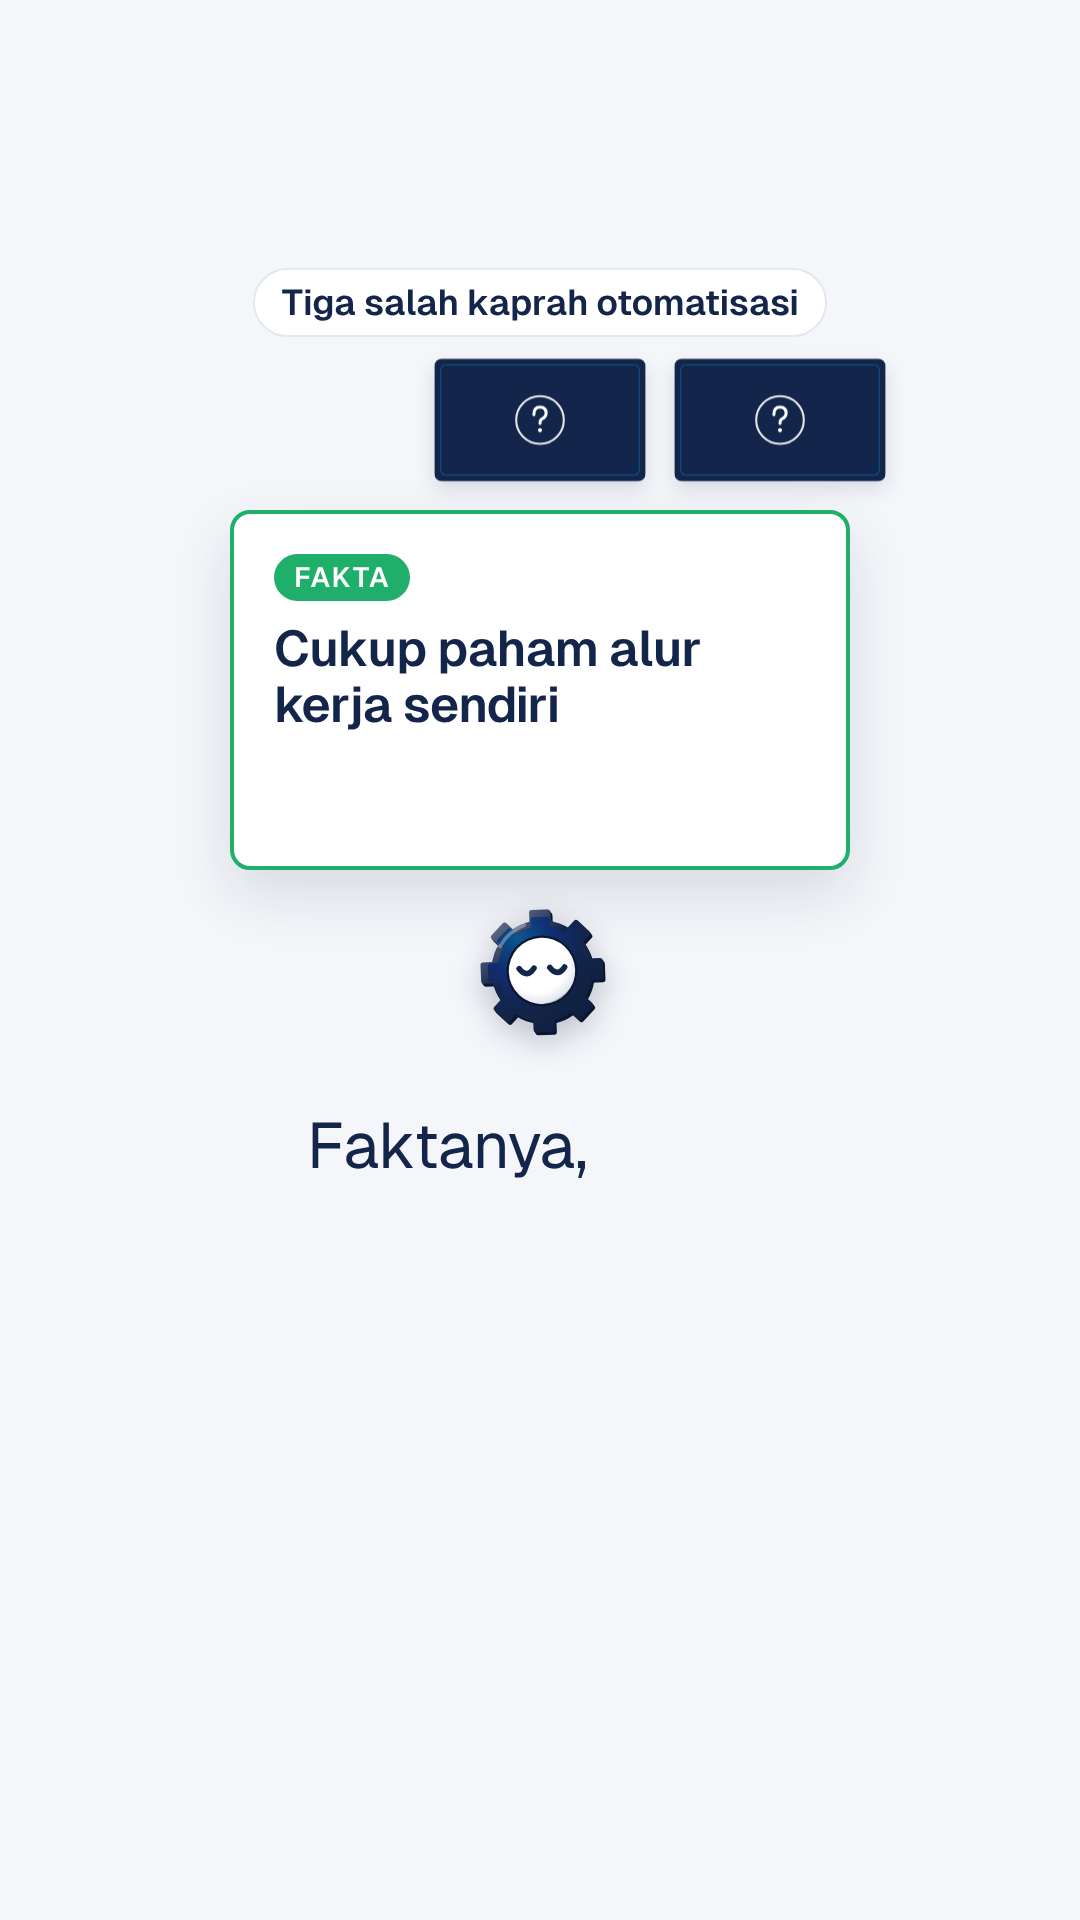 Tiga salah kaprah otomatisasi
? ?
FAKTA
Cukup paham alur
kerja sendiri
Faktanya,